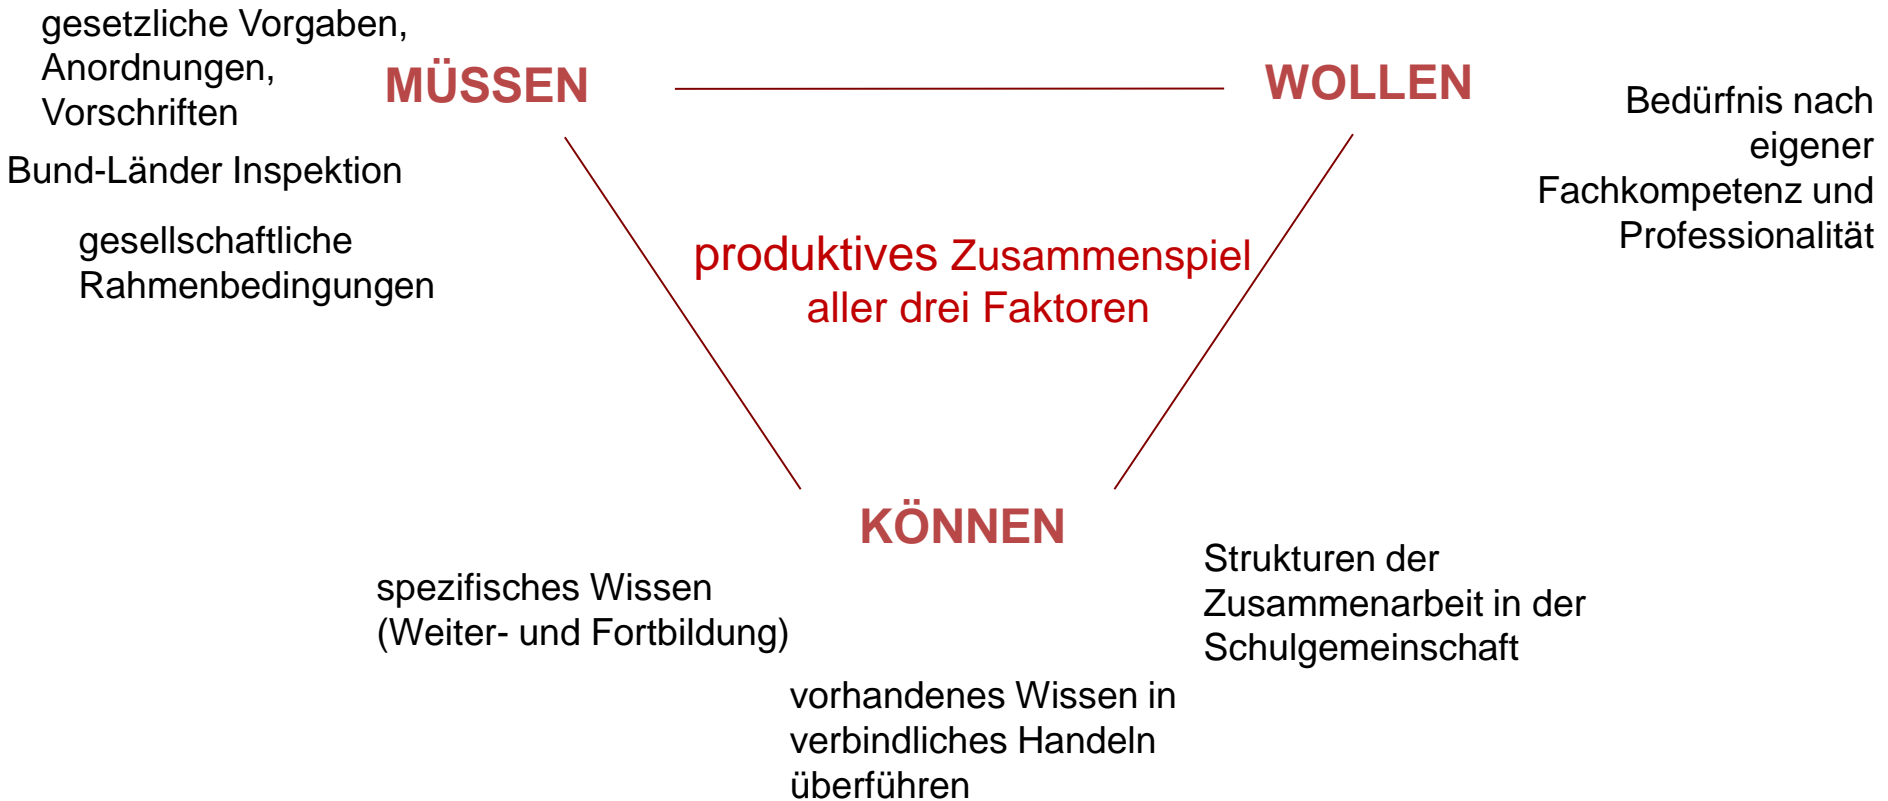 gesetzliche Vorgaben,
Anordnungen,
Vorschriften
MÜSSEN
WOLLEN
Bedürfnis nach
eigener
Fachkompetenz und
Professionalität
Bund-Länder Inspektion
gesellschaftliche
Rahmenbedingungen
produktives Zusammenspiel
aller drei Faktoren
KÖNNEN
spezifisches Wissen
(Weiter- und Fortbildung)
Strukturen der
Zusammenarbeit in der
Schulgemeinschaft
vorhandenes Wissen in
verbindliches Handeln
überführen